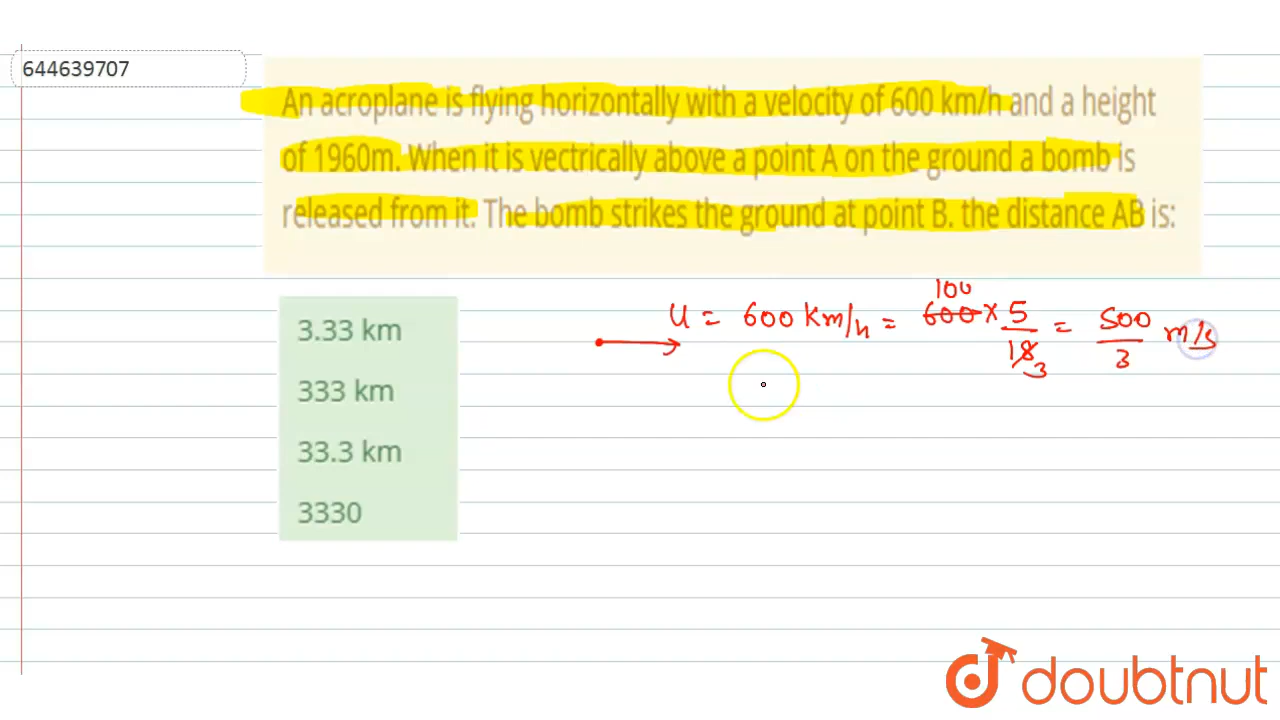 644639707
An acroplane is flying horizontally with a velocity of 600 km/h and a height
of 1960m. When it is vectrically above a point A on the ground a bomb is
released from it. The bomb strikes the ground at point B. the distance AB is:
3.33 km
333 km
33.3 km
3330
100
u = 600 Km/h = 600 × 5/18 = 500/3 m/s
3
doubtnut